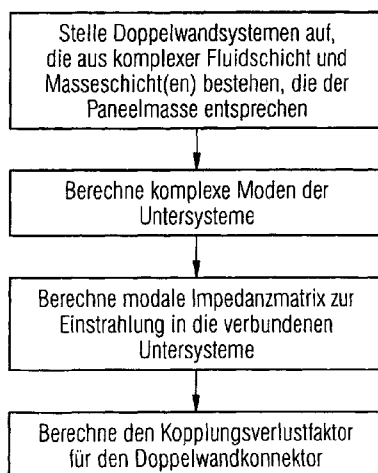 Stelle Doppelwandsystemen auf,
die aus komplexer Fluidschicht und
Masseschicht(en) bestehen, die der
Paneelmasse entsprechen
Berechne komplexe Moden der
Untersysteme
Berechne modale Impedanzmatrix zur
Einstrahlung in die verbundenen
Untersysteme
Berechne den Kopplungsverlustfaktor
für den Doppelwandkonnektor